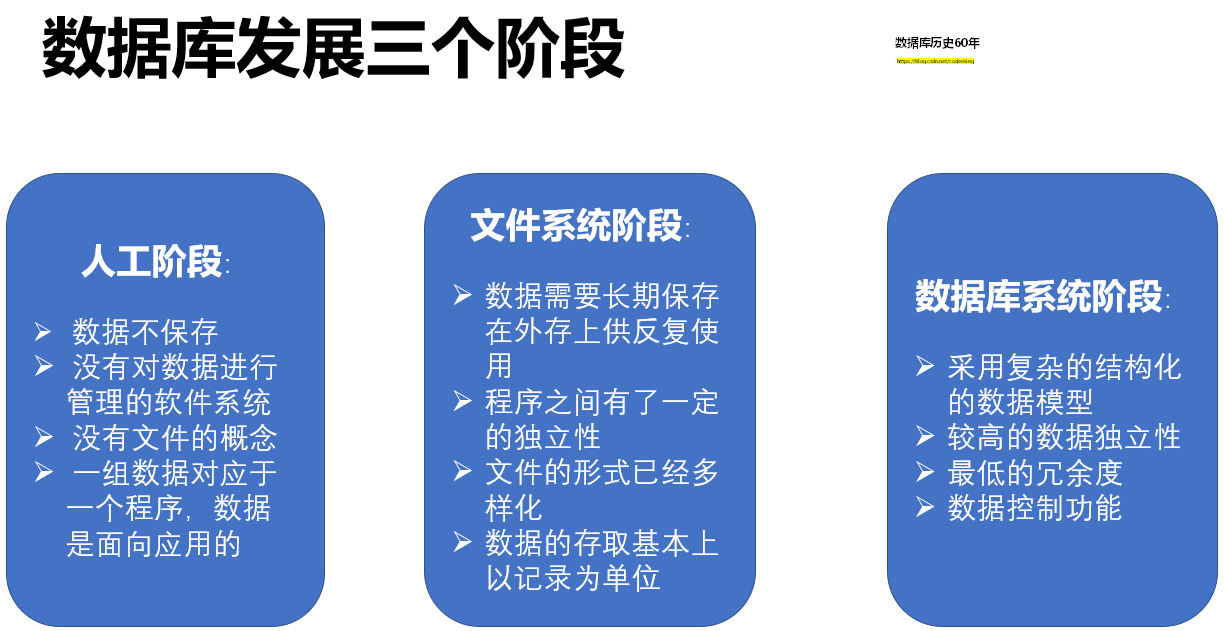 数据库发展三个阶段
数据库历史60年
https://blog.csdn.net/coderising
人工阶段:
➢ 数据不保存
➢ 没有对数据进行
管理的软件系统
➢ 没有文件的概念
➢ 一组数据对应于
一个程序,数据
是面向应用的
文件系统阶段:
➢ 数据需要长期保存
在外存上供反复使
用
➢ 程序之间有了一定
的独立性
➢ 文件的形式已经多
样化
➢ 数据的存取基本上
以记录为单位
数据库系统阶段:
➢ 采用复杂的结构化
的数据模型
➢ 较高的数据独立性
➢ 最低的冗余度
➢ 数据控制功能